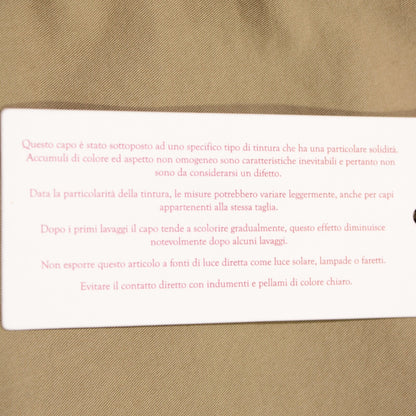 Questo capo è stato sottoposto ad uno specifico tipo di tintura che ha una particolare solidità.
Accumuli di colore ed aspetto non omogeneo sono caratteristiche inevitabili e pertanto non
sono da considerarsi un difetto.
Data la particolarità della tintura, le misure potrebbero variare leggermente, anche per capi
appartenenti alla stessa taglia.
Dopo i primi lavaggi il capo tende a scolorire gradualmente, questo effetto diminuisce
notevolmente dopo alcuni lavaggi.
Non esporre questo articolo a fonti di luce diretta come luce solare, lampade o faretti.
Evitare il contatto diretto con indumenti e pellami di colore chiaro.